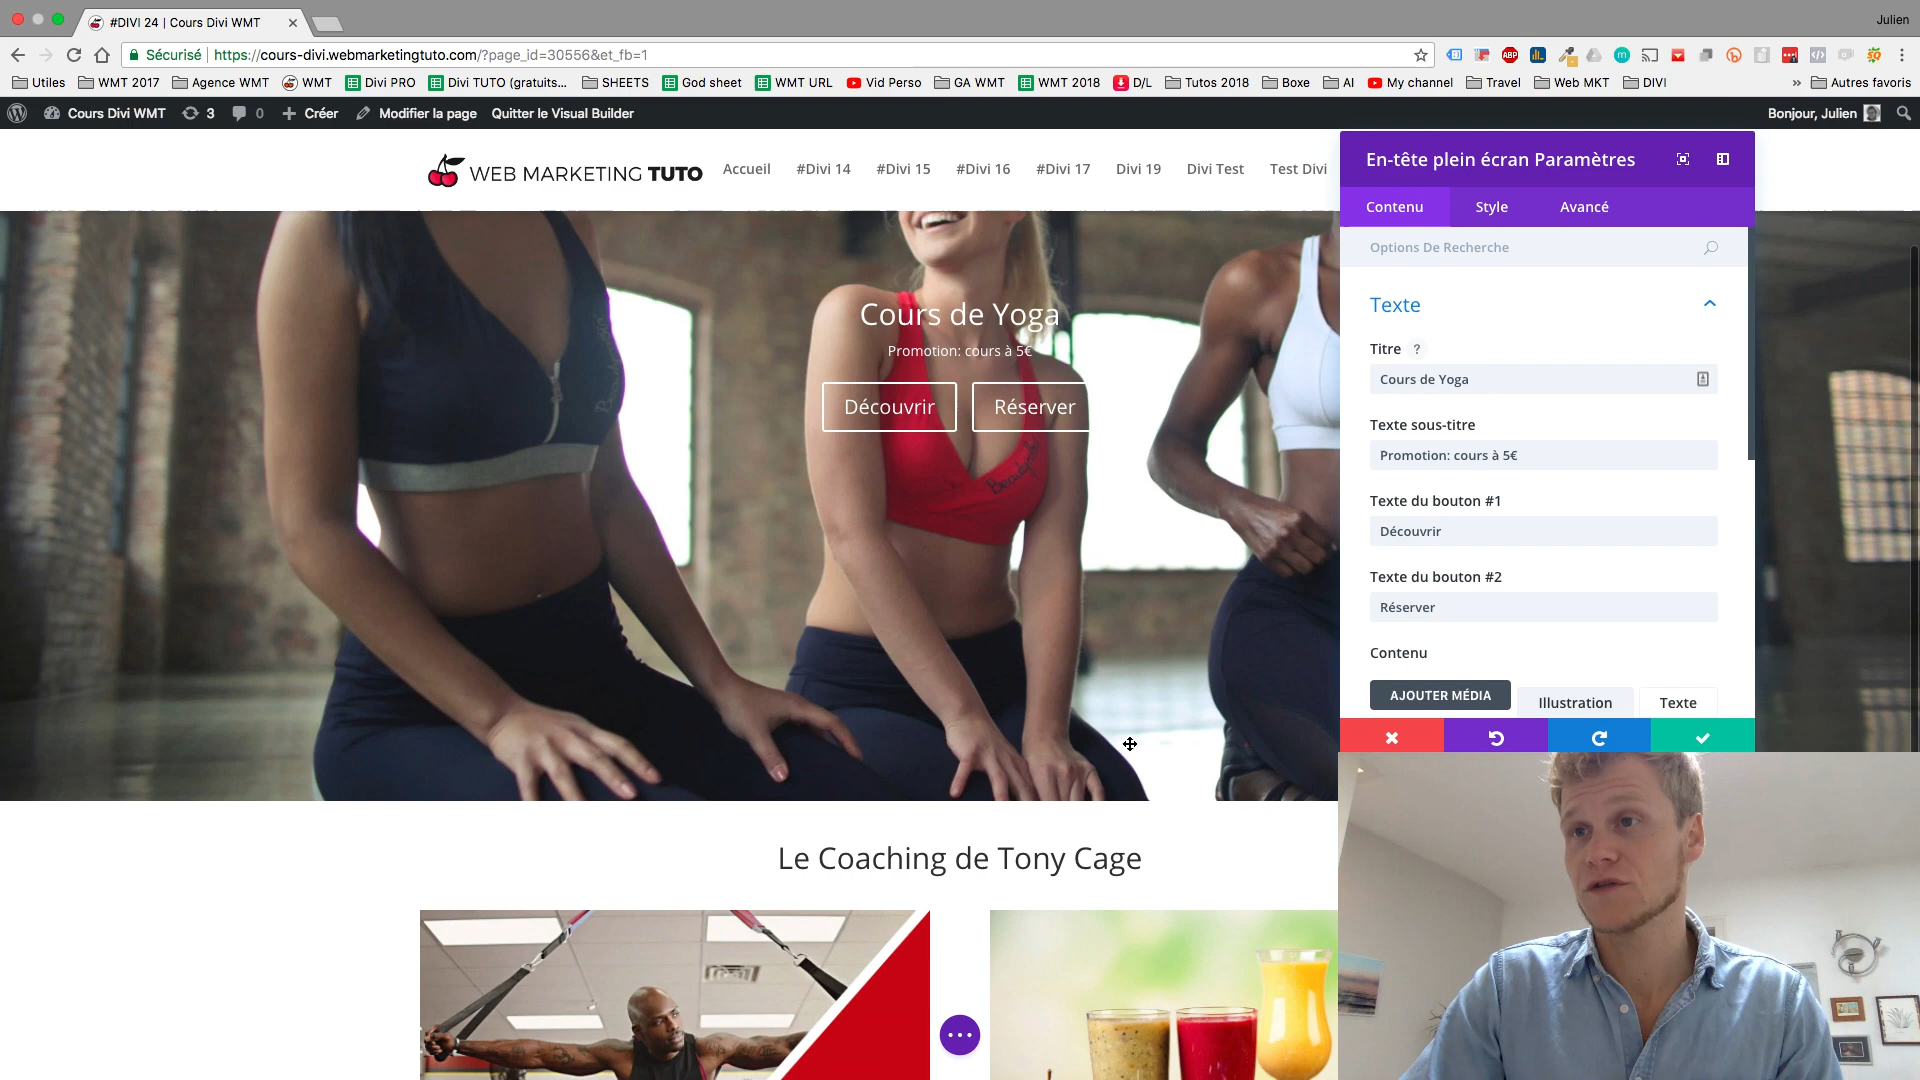 #DIVI 24 | Cours Divi WMT
Julien
Sécurisé | https://cours-divi.webmarketingtuto.com/?page_id=30556&et_fb=1
Utiles WMT 2017 Agence WMT WMT Divi PRO Divi TUTO (gratuits... SHEETS God sheet WMT URL Vid Perso GA WMT WMT 2018 D/L Tutos 2018 Boxe AI My channel Travel Web MKT DIVI » Autres favoris
Cours Divi WMT 3 0 Créer Modifier la page Quitter le Visual Builder Bonjour, Julien
WEB MARKETING TUTO Accueil #Divi 14 #Divi 15 #Divi 16 #Divi 17 Divi 19 Divi Test Test Divi
Cours de Yoga
Promotion: cours à 5€
Découvrir Réserver
Le Coaching de Tony Cage
En-tête plein écran Paramètres
Contenu Style Avancé
Options De Recherche
Texte
Titre ?
Cours de Yoga
Texte sous-titre
Promotion: cours à 5€
Texte du bouton #1
Découvrir
Texte du bouton #2
Réserver
Contenu
AJOUTER MÉDIA Illustration Texte